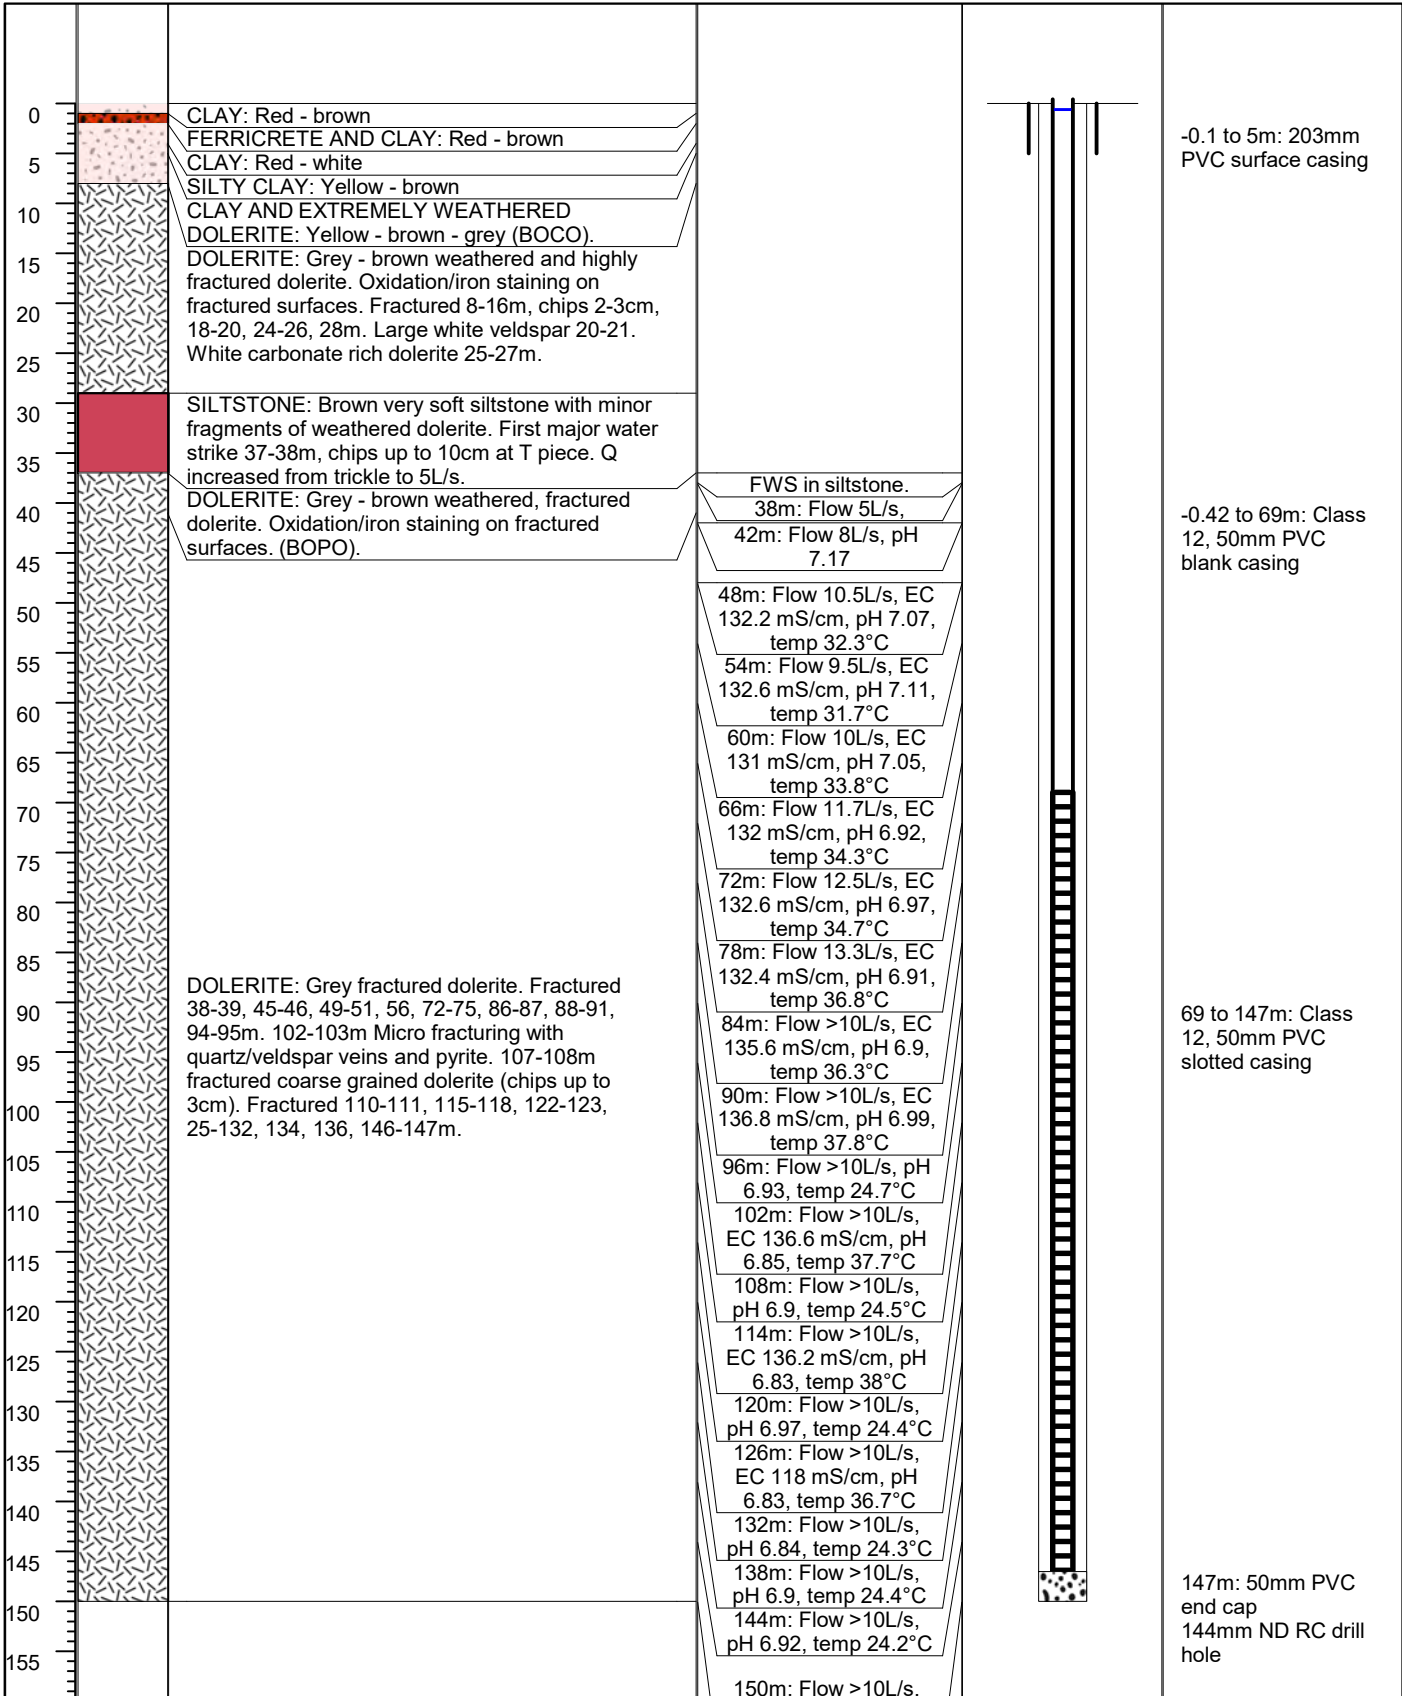 0
5
10
15
20
25
30
35
40
45
50
55
60
65
70
75
80
85
90
95
100
105
110
115
120
125
130
135
140
145
150
155
CLAY: Red - brown
FERRICRETE AND CLAY: Red - brown
CLAY: Red - white
SILTY CLAY: Yellow - brown
CLAY AND EXTREMELY WEATHERED
DOLERITE: Yellow - brown - grey (BOCO).
DOLERITE: Grey - brown weathered and highly
fractured dolerite. Oxidation/iron staining on
fractured surfaces. Fractured 8-16m, chips 2-3cm,
18-20, 24-26, 28m. Large white veldspar 20-21.
White carbonate rich dolerite 25-27m.
SILTSTONE: Brown very soft siltstone with minor
fragments of weathered dolerite. First major water
strike 37-38m, chips up to 10cm at T piece. Q
increased from trickle to 5L/s.
DOLERITE: Grey - brown weathered, fractured
dolerite. Oxidation/iron staining on fractured
surfaces. (BOPO).
DOLERITE: Grey fractured dolerite. Fractured
38-39, 45-46, 49-51, 56, 72-75, 86-87, 88-91,
94-95m. 102-103m Micro fracturing with
quartz/veldspar veins and pyrite. 107-108m
fractured coarse grained dolerite (chips up to
3cm). Fractured 110-111, 115-118, 122-123,
25-132, 134, 136, 146-147m.
FWS in siltstone.
38m: Flow 5L/s,
42m: Flow 8L/s, pH
7.17
48m: Flow 10.5L/s, EC
132.2 mS/cm, pH 7.07,
temp 32.3°C
54m: Flow 9.5L/s, EC
132.6 mS/cm, pH 7.11,
temp 31.7°C
60m: Flow 10L/s, EC
131 mS/cm, pH 7.05,
temp 33.8°C
66m: Flow 11.7L/s, EC
132 mS/cm, pH 6.92,
temp 34.3°C
72m: Flow 12.5L/s, EC
132.6 mS/cm, pH 6.97,
temp 34.7°C
78m: Flow 13.3L/s, EC
132.4 mS/cm, pH 6.91,
temp 36.8°C
84m: Flow >10L/s, EC
135.6 mS/cm, pH 6.9,
temp 36.3°C
90m: Flow >10L/s, EC
136.8 mS/cm, pH 6.99,
temp 37.8°C
96m: Flow >10L/s, pH
6.93, temp 24.7°C
102m: Flow >10L/s,
EC 136.6 mS/cm, pH
6.85, temp 37.7°C
108m: Flow >10L/s,
pH 6.9, temp 24.5°C
114m: Flow >10L/s,
EC 136.2 mS/cm, pH
6.83, temp 38°C
120m: Flow >10L/s,
pH 6.97, temp 24.4°C
126m: Flow >10L/s,
EC 118 mS/cm, pH
6.83, temp 36.7°C
132m: Flow >10L/s,
pH 6.84, temp 24.3°C
138m: Flow >10L/s,
pH 6.9, temp 24.4°C
144m: Flow >10L/s,
pH 6.92, temp 24.2°C
150m: Flow >10L/s,
-0.1 to 5m: 203mm
PVC surface casing
-0.42 to 69m: Class
12, 50mm PVC
blank casing
69 to 147m: Class
12, 50mm PVC
slotted casing
147m: 50mm PVC
end cap
144mm ND RC drill
hole